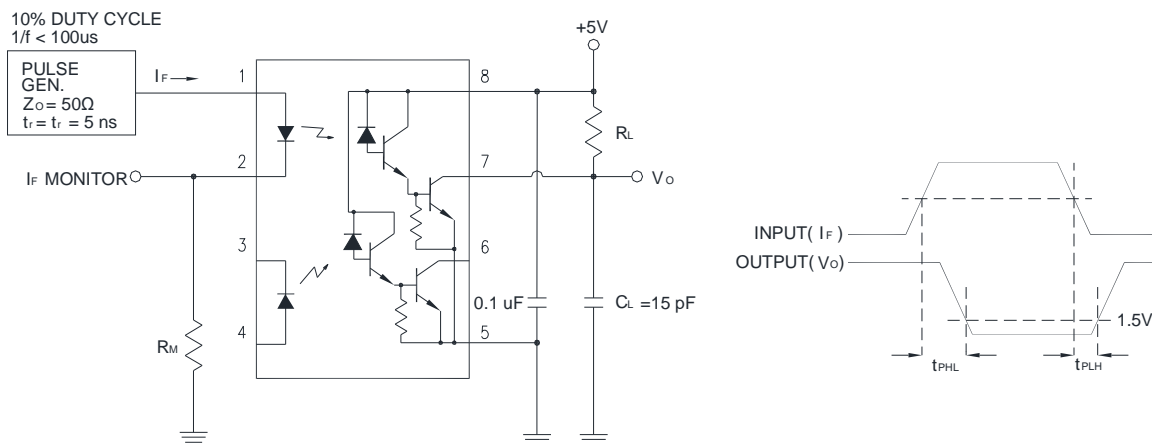 10% DUTY CYCLE
1/f < 100us
PULSE
GEN.
ZO = 50Ω
tr = tr = 5 ns
IF
1
2
3
4
8
7
6
5
IF MONITOR
RM
+5V
RL
VO
0.1 uF
CL =15 pF
INPUT( IF )
OUTPUT(VO)
1.5V
tPHL
tPLH